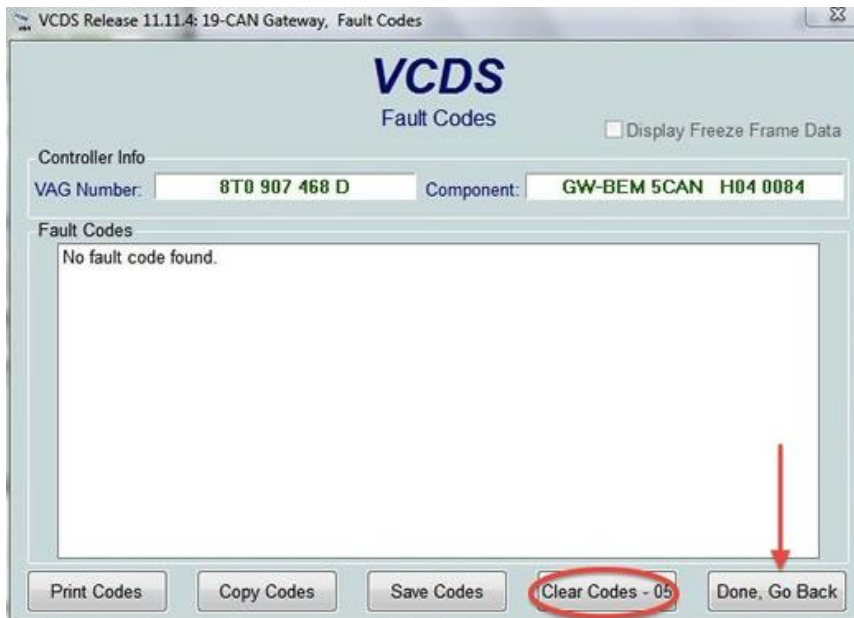 VCDS Release 11.11.4: 19-CAN Gateway, Fault Codes
VCDS
Fault Codes
Display Freeze Frame Data
Controller Info
VAG Number: 8T0 907 468 D Component: GW-BEM 5CAN H04 0084
Fault Codes
No fault code found.
Print Codes Copy Codes Save Codes Clear Codes - 05 Done, Go Back